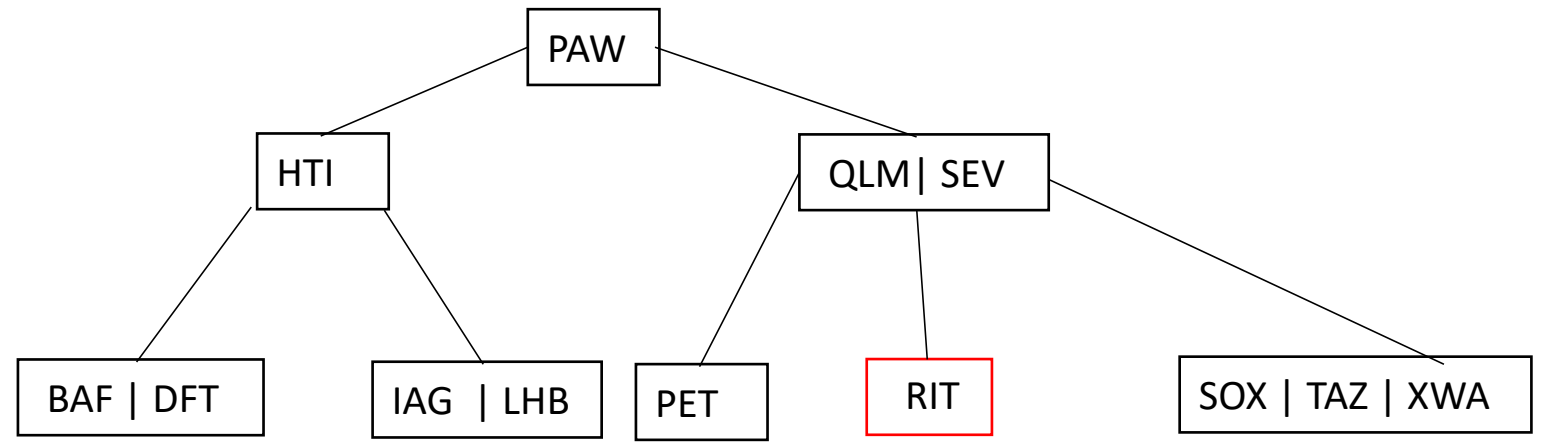 PAW
HTI
QLM| SEV
BAF | DFT
IAG | LHB
PET
RIT
SOX | TAZ | XWA